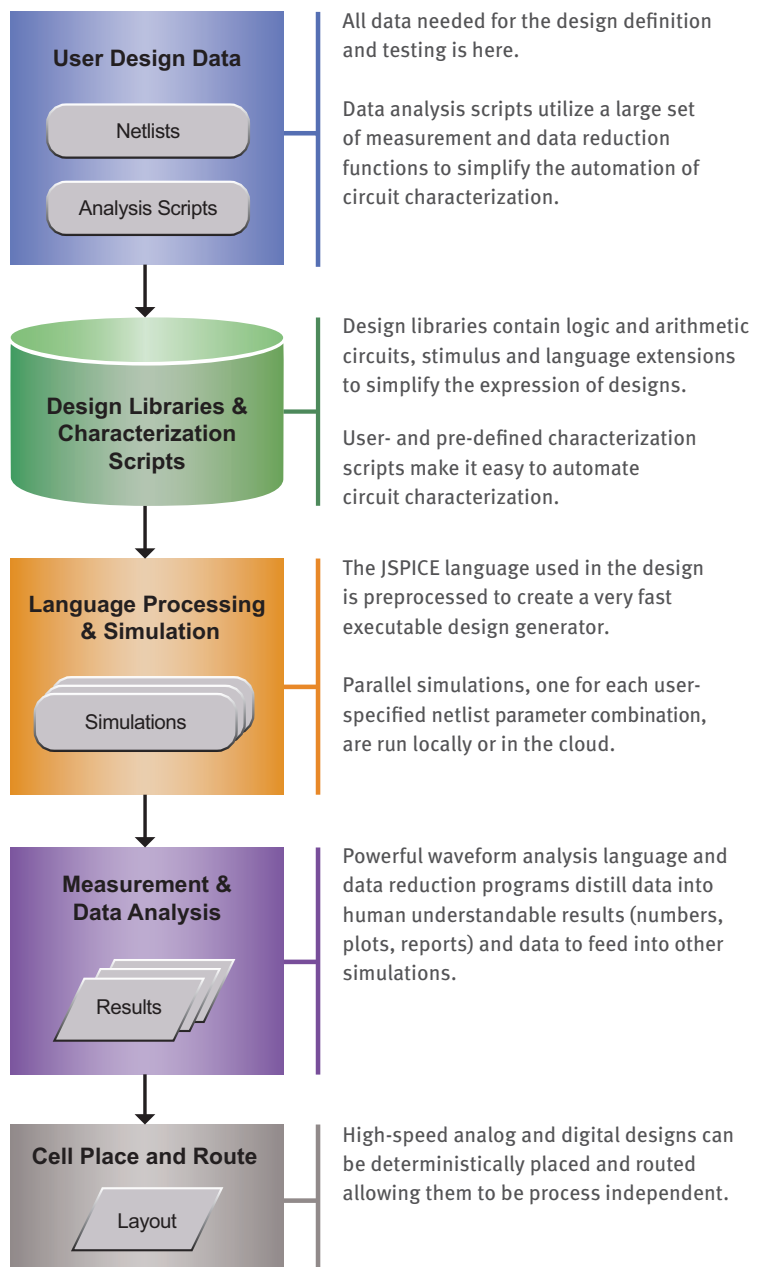 User Design Data
Netlists
Analysis Scripts
All data needed for the design definition
and testing is here.
Data analysis scripts utilize a large set
of measurement and data reduction
functions to simplify the automation of
circuit characterization.
Design Libraries &
Characterization
Scripts
Design libraries contain logic and arithmetic
circuits, stimulus and language extensions
to simplify the expression of designs.
User- and pre-defined characterization
scripts make it easy to automate
circuit characterization.
Language Processing
& Simulation
Simulations
The JSPICE language used in the design
is preprocessed to create a very fast
executable design generator.
Parallel simulations, one for each user-
specified netlist parameter combination,
are run locally or in the cloud.
Measurement &
Data Analysis
Results
Powerful waveform analysis language and
data reduction programs distill data into
human understandable results (numbers,
plots, reports) and data to feed into other
simulations.
Cell Place and Route
Layout
High-speed analog and digital designs can
be deterministically placed and routed
allowing them to be process independent.